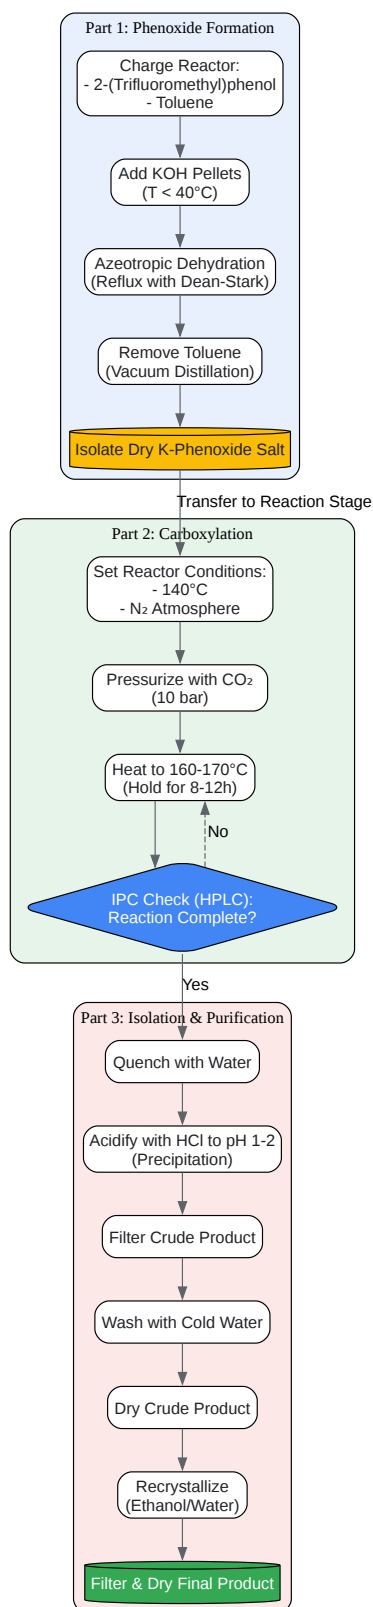 Part 1: Phenoxide Formation
Charge Reactor:
- 2-(Trifluoromethyl)phenol
- Toluene
Add KOH Pellets
(T < 40°C)
Azeotropic Dehydration
(Reflux with Dean-Stark)
Remove Toluene
(Vacuum Distillation)
Isolate Dry K-Phenoxide Salt
Transfer to Reaction Stage
Part 2: Carboxylation
Set Reactor Conditions:
- 140°C
- N₂ Atmosphere
Pressurize with CO₂
(10 bar)
Heat to 160-170°C
(Hold for 8-12h)
No
IPC Check (HPLC):
Reaction Complete?
Yes
Part 3: Isolation & Purification
Quench with Water
Acidify with HCl to pH 1-2
(Precipitation)
Filter Crude Product
Wash with Cold Water
Dry Crude Product
Recrystallize
(Ethanol/Water)
Filter & Dry Final Product